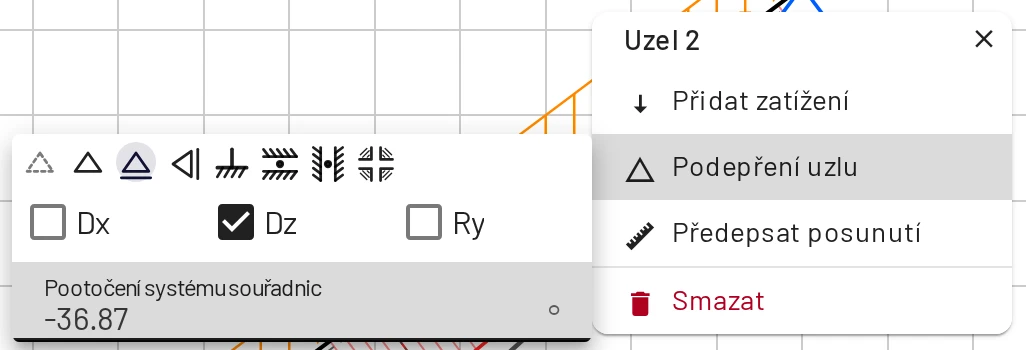 Uzel 2
Přidat zatížení
Podepření uzlu
Předepsat posunutí
Smazat
Dx Dz Ry
Pootočení systému souřadnic
-36.87 °